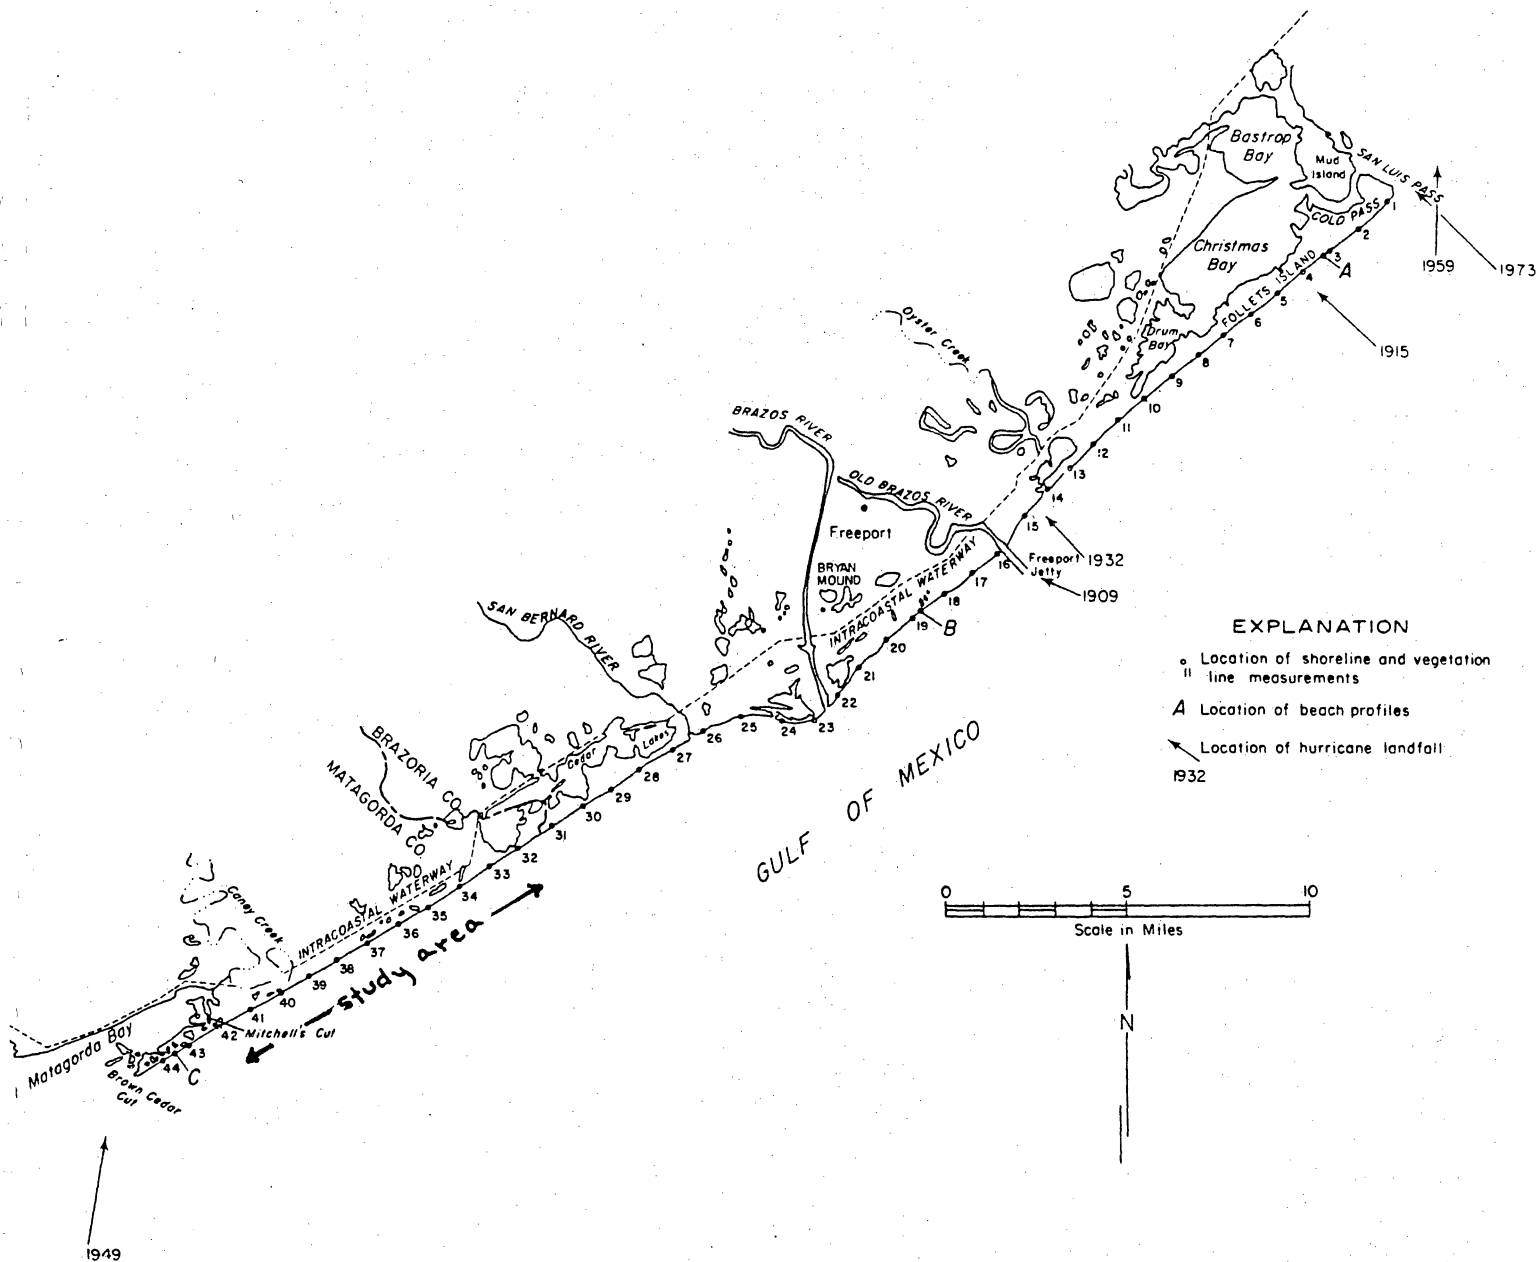 Bastrop
Bay
Mud
Island
SAN LUIS PASS
COLD PASS
1
2
3
A
4
1959
1973
Christmas
Bay
FOLLETS ISLAND
5
6
7
8
1915
Drum
Bay
9
10
11
12
13
14
15
Oyster Creek
BRAZOS RIVER
OLD BRAZOS RIVER
Freeport
BRYAN
MOUND
INTRACOASTAL WATERWAY
16
Freeport
Jetty
1932
1909
17
18
19
B
20
21
22
23
24
25
26
27
28
29
30
31
32
33
34
35
36
37
38
39
40
41
42
43
44
C
SAN BERNARD RIVER
Cedar Lakes
BRAZORIA CO.
MATAGORDA CO.
INTRACOASTAL WATERWAY
Caney Creek
study area
Mitchell's Cut
Matagorda Bay
Brown Cedar
Cut
1949
GULF OF MEXICO
EXPLANATION
11 Location of shoreline and vegetation
line measurements
A Location of beach profiles
Location of hurricane landfall
1932
0 5 10
Scale in Miles
N